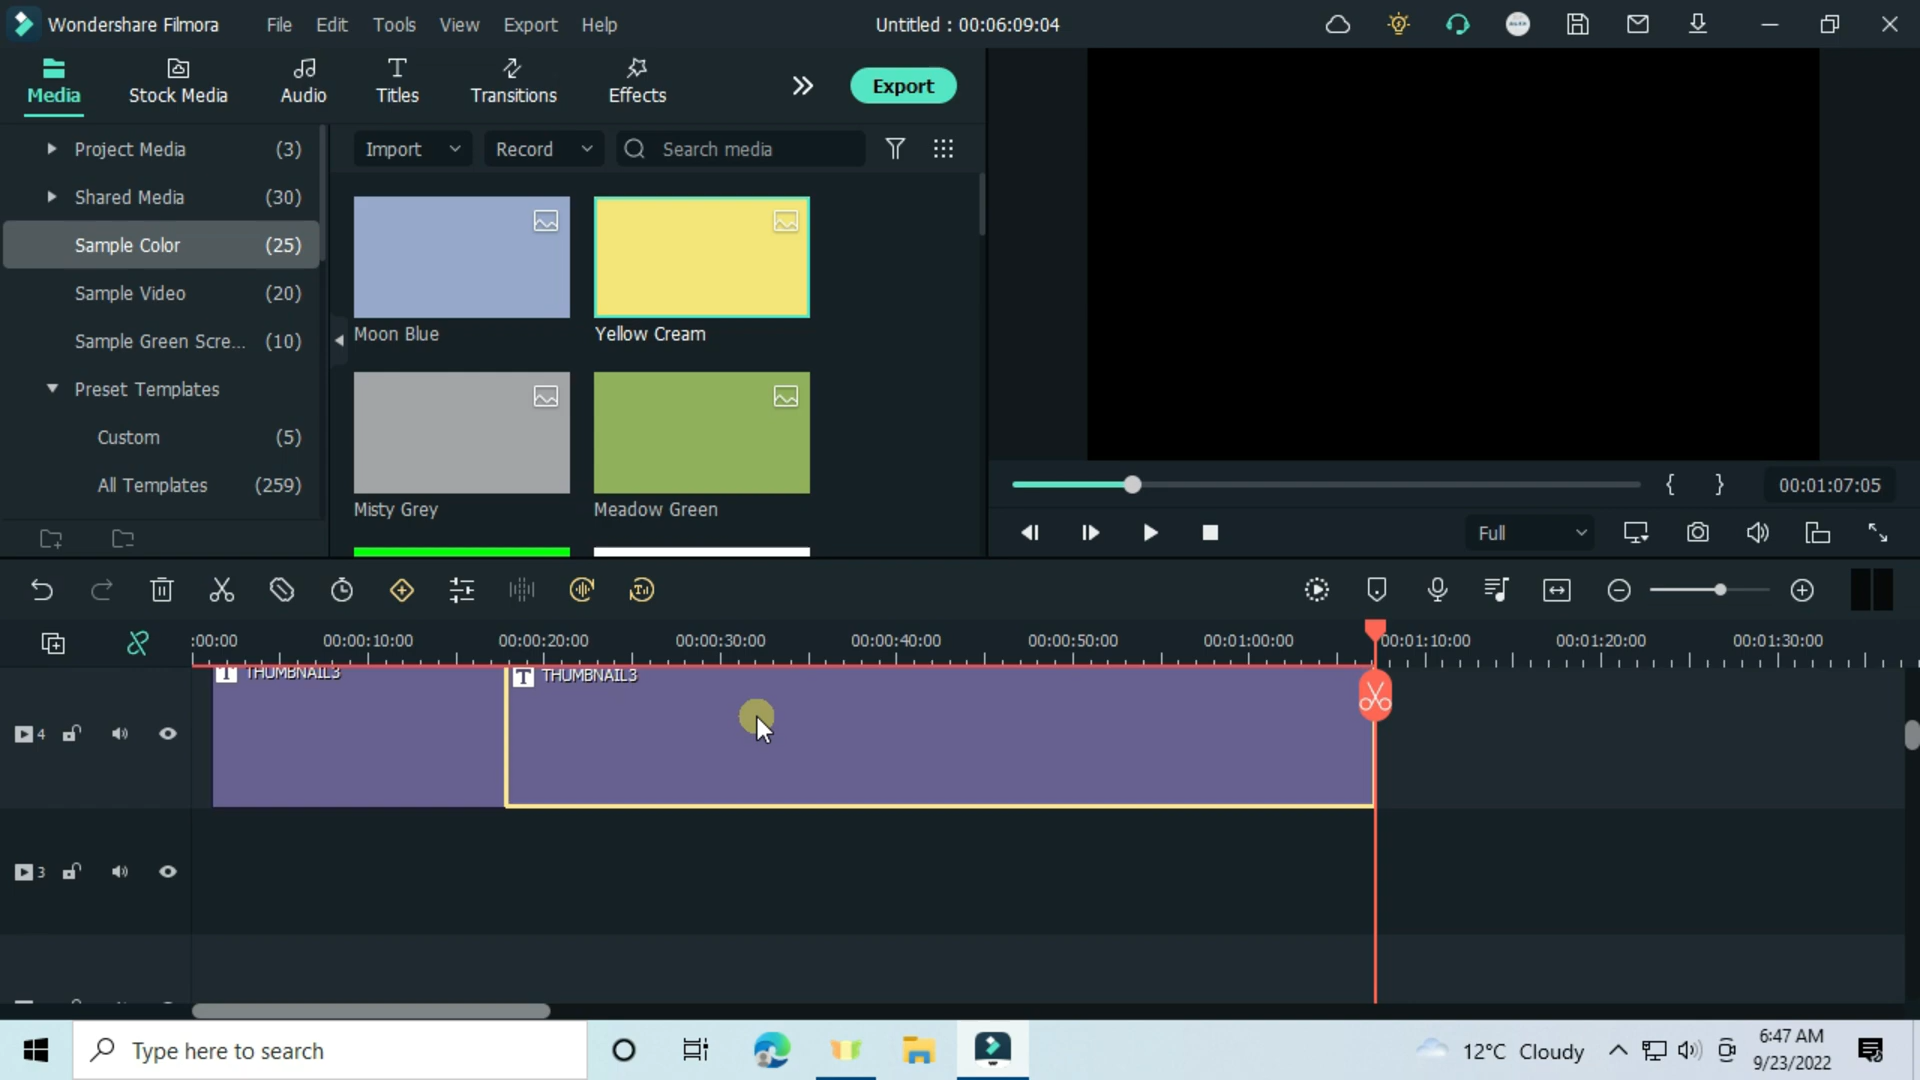 Wondershare Filmora File Edit Tools View Export Help Untitled : 00:06:09:04
Media Stock Media Audio Titles Transitions Effects Export
Project Media (3)
Shared Media (30)
Sample Color (25)
Sample Video (20)
Sample Green Scre... (10)
Preset Templates
Custom (5)
All Templates (259)
Import Record Search media
Moon Blue Yellow Cream
Misty Grey Meadow Green
{ } 00:01:07:05
Full
:00:00 00:00:10:00 00:00:20:00 00:00:30:00 00:00:40:00 00:00:50:00 00:01:00:00 00:01:10:00 00:01:20:00 00:01:30:00
T THUMBNAIL3 T THUMBNAIL3
4
3
Type here to search
12°C Cloudy
6:47 AM
9/23/2022